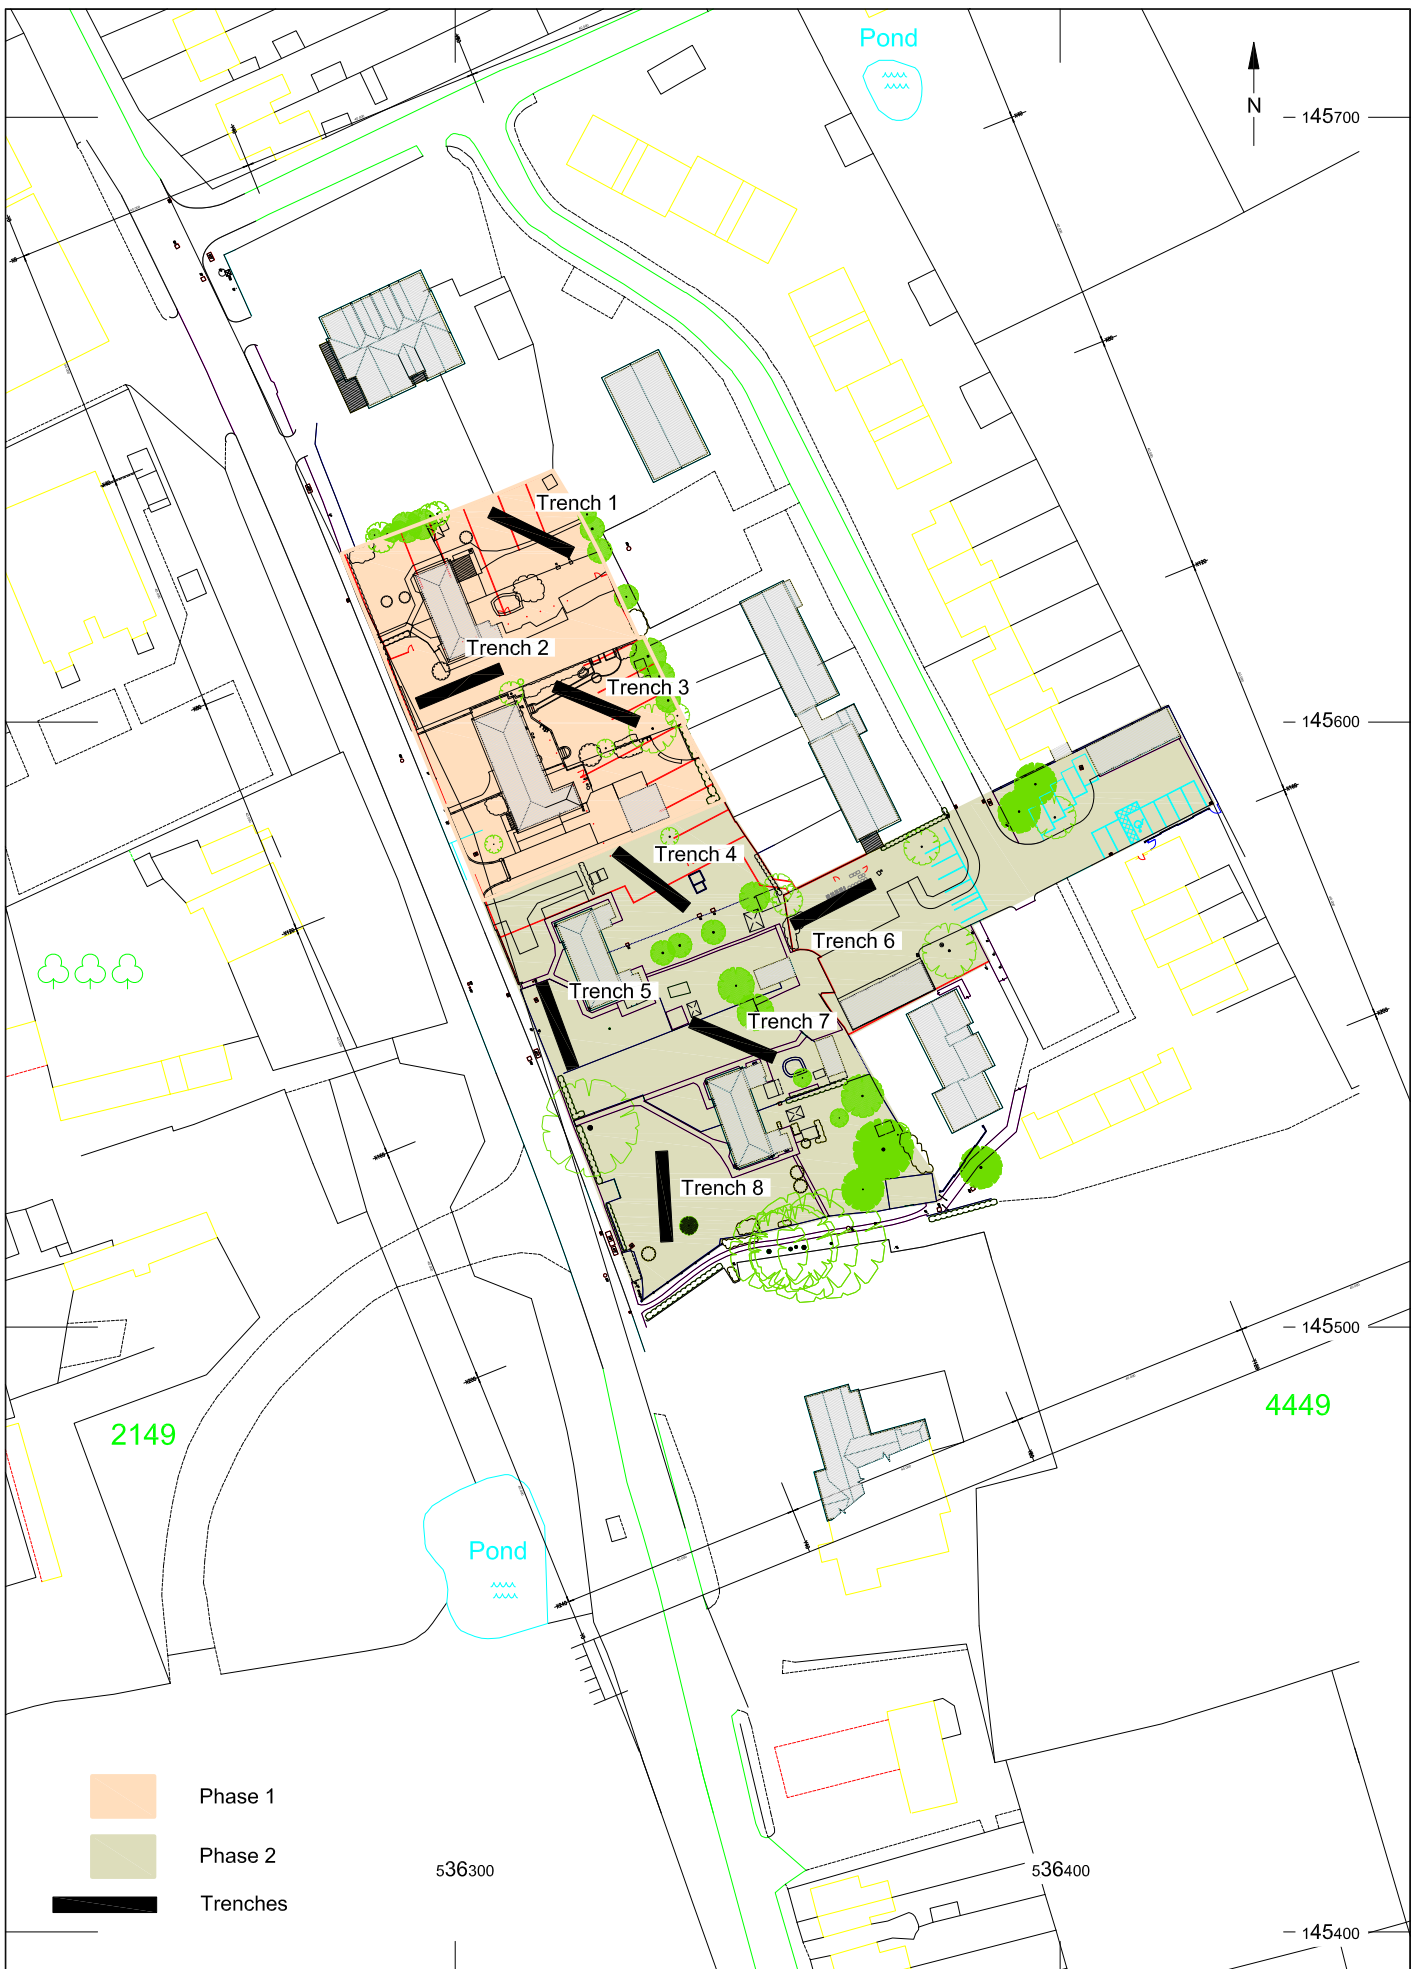 Pond
N
145700
Trench 1
Trench 2
Trench 3
145600
Trench 4
Trench 6
Trench 5
Trench 7
Trench 8
145500
4449
2149
Pond
Phase 1
Phase 2
536300
536400
Trenches
145400